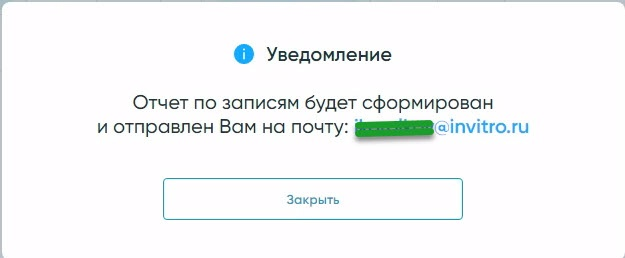 Уведомление
Отчет по записям будет сформирован
и отправлен Вам на почту: @invitro.ru
Закрыть